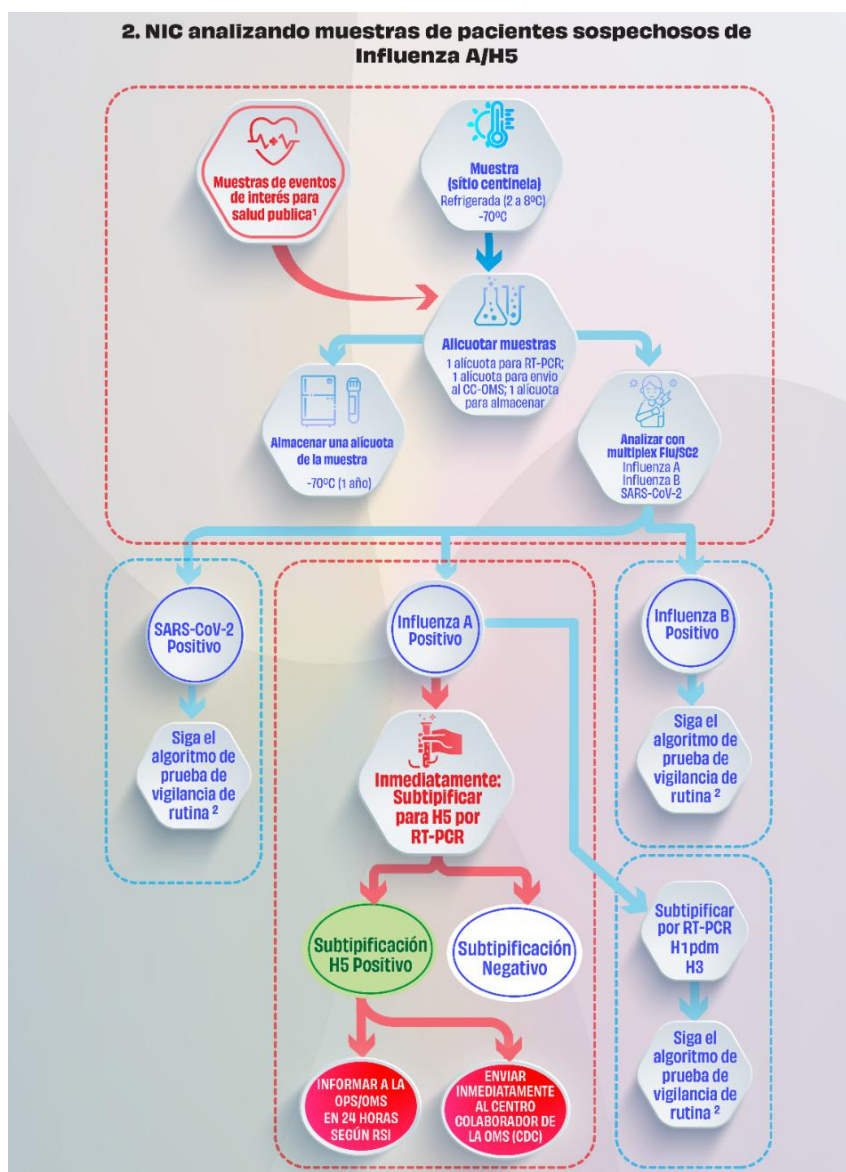 2. NIC analizando muestras de pacientes sospechosos de
Influenza A/H5
Muestras de eventos
de interés para
salud publica¹
Muestra
(sítio centinela)
Refrigerada (2 a 8ºC)
-70ºC
Alicuotar muestras
1 alícuota para RT-PCR;
1 alícuota para envio
al CC-OMS; 1 alícuota
para almacenar
Almacenar una alícuota
de la muestra
-70ºC (1 año)
Analizar con
multiplex Flu/SC2
Influenza A
Influenza B
SARS-CoV-2
SARS-CoV-2
Positivo
Influenza A
Positivo
Influenza B
Positivo
Siga el
algoritmo de
prueba de
vigilancia de
rutina ²
Inmediatamente:
Subtipificar
para H5 por
RT-PCR
Siga el
algoritmo de
prueba de
vigilancia de
rutina ²
Subtipificación
H5 Positivo
Subtipificación
Negativo
Subtipificar
por RT-PCR
H1pdm
H3
INFORMAR A LA
OPS/OMS
EN 24 HORAS
SEGÚN RSI
ENVIAR
INMEDIATAMENTE
AL CENTRO
COLABORADOR DE
LA OMS (CDC)
Siga el
algoritmo de
prueba de
vigilancia de
rutina ²